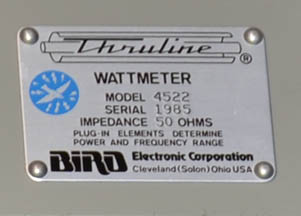 Thruline
®
WATTMETER
MODEL 4522
SERIAL 1985
IMPEDANCE 50 OHMS
PLUG-IN ELEMENTS DETERMINE
POWER AND FREQUENCY RANGE
BIRD Electronic Corporation
Cleveland (Solon) Ohio USA